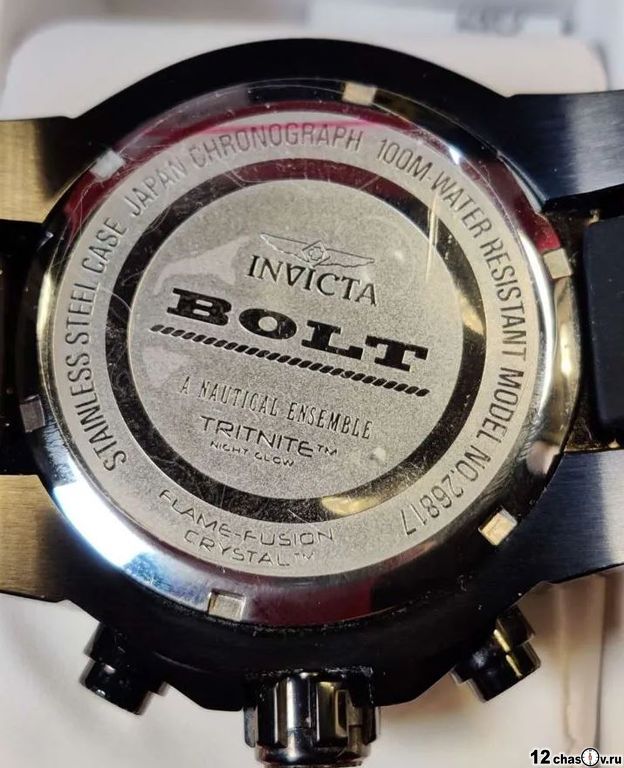 STAINLESS STEEL CASE JAPAN CHRONOGRAPH 100M-WATER RESISTANT MODEL NO.26817
INVICTA
BOLT
A NAUTICAL ENSEMBLE
TRITNITE™
NIGHT GLOW
FLAME-FUSION
CRYSTAL™
12chasov.ru